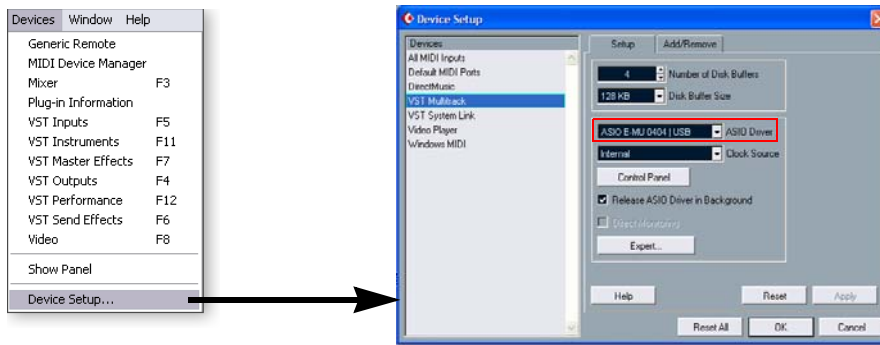 Devices Window Help
Generic Remote
MIDI Device Manager
Mixer F3
Plug-in Information
VST Inputs F5
VST Instruments F11
VST Master Effects F7
VST Outputs F4
VST Performance F12
VST Send Effects F6
Video F8
Show Panel
Device Setup...
Device Setup
Devices
All MIDI Inputs
Default MIDI Ports
DirectMusic
VST Multitrack
VST System Link
Video Player
Windows MIDI
Setup Add/Remove
4 Number of Disk Buffers
128 KB Disk Buffer Size
ASIO E-MU 0404 | USB ASIO Driver
Internal Clock Source
Control Panel
Release ASIO Driver in Background
Direct Monitoring
Expert...
Help Reset Apply
Reset All OK Cancel